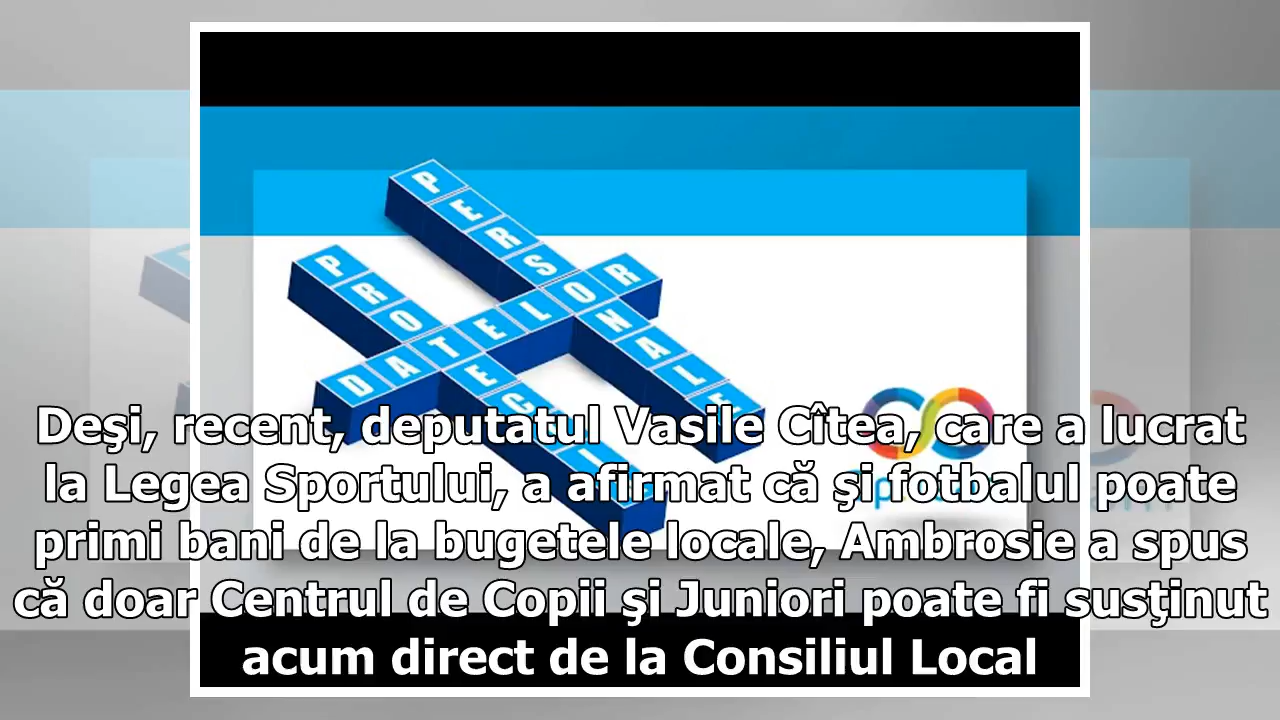 PERSONALE
PROTECŢIA
DATELOR
Deşi, recent, deputatul Vasile Cîtea, care a lucrat
la Legea Sportului, a afirmat că şi fotbalul poate
primi bani de la bugetele locale, Ambrosie a spus
că doar Centrul de Copii şi Juniori poate fi susţinut
acum direct de la Consiliul Local